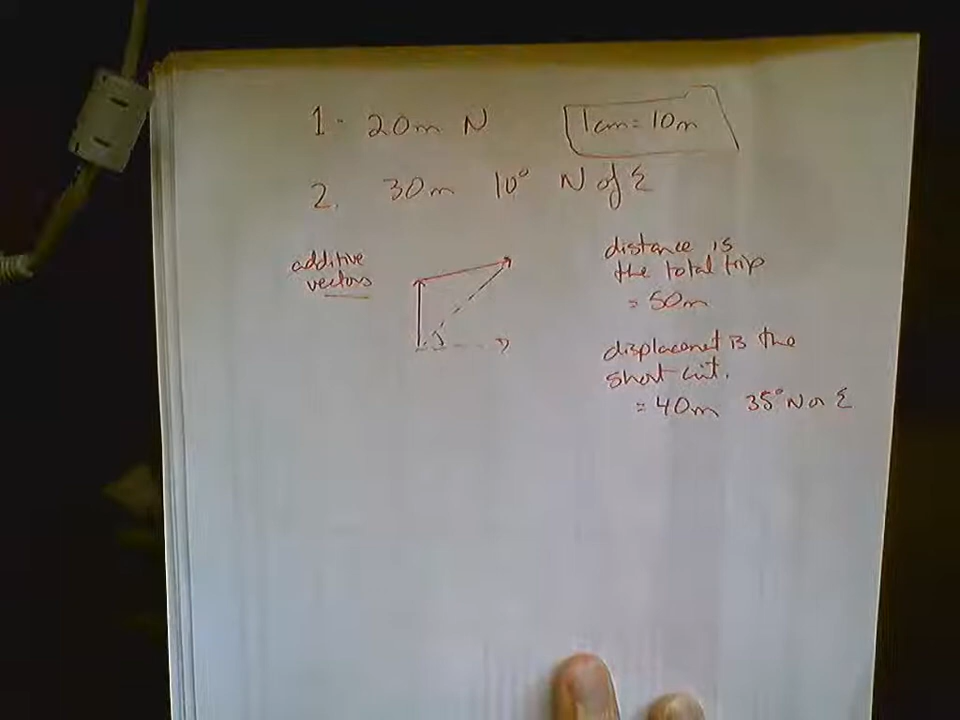 1. 20m N
1cm = 10m
2. 30m 10° N of E
additive
vectors
distance is
the total trip
= 50m
displacemet is the
short cut.
= 40m 35° N of E